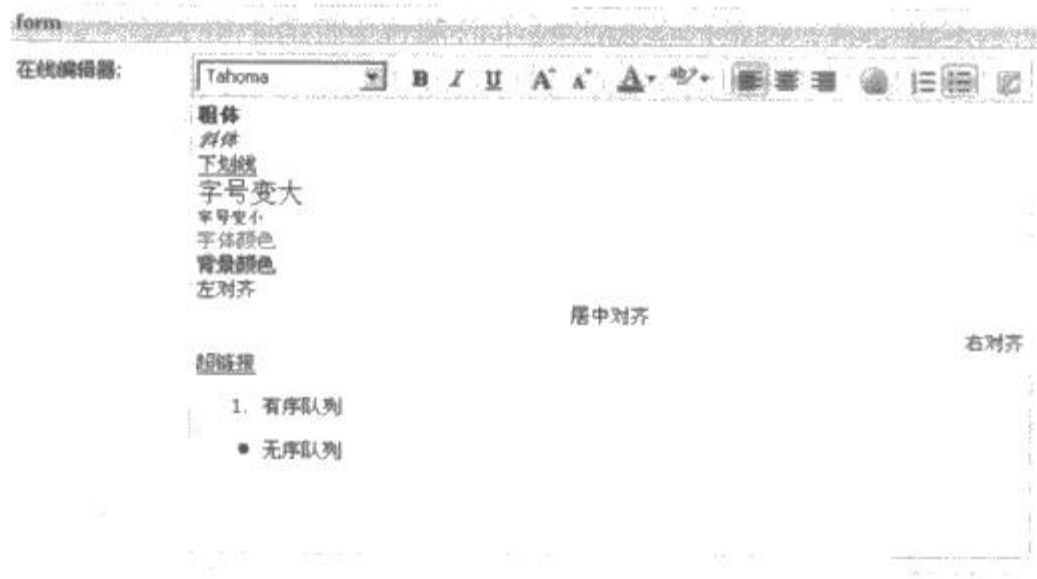 form
在线编辑器:
Tahoma B I U A A A ab
粗体
斜体
下划线
字号变大
字号变小
字体颜色
背景颜色
左对齐
居中对齐
右对齐
超链接
1. 有序队列
• 无序队列